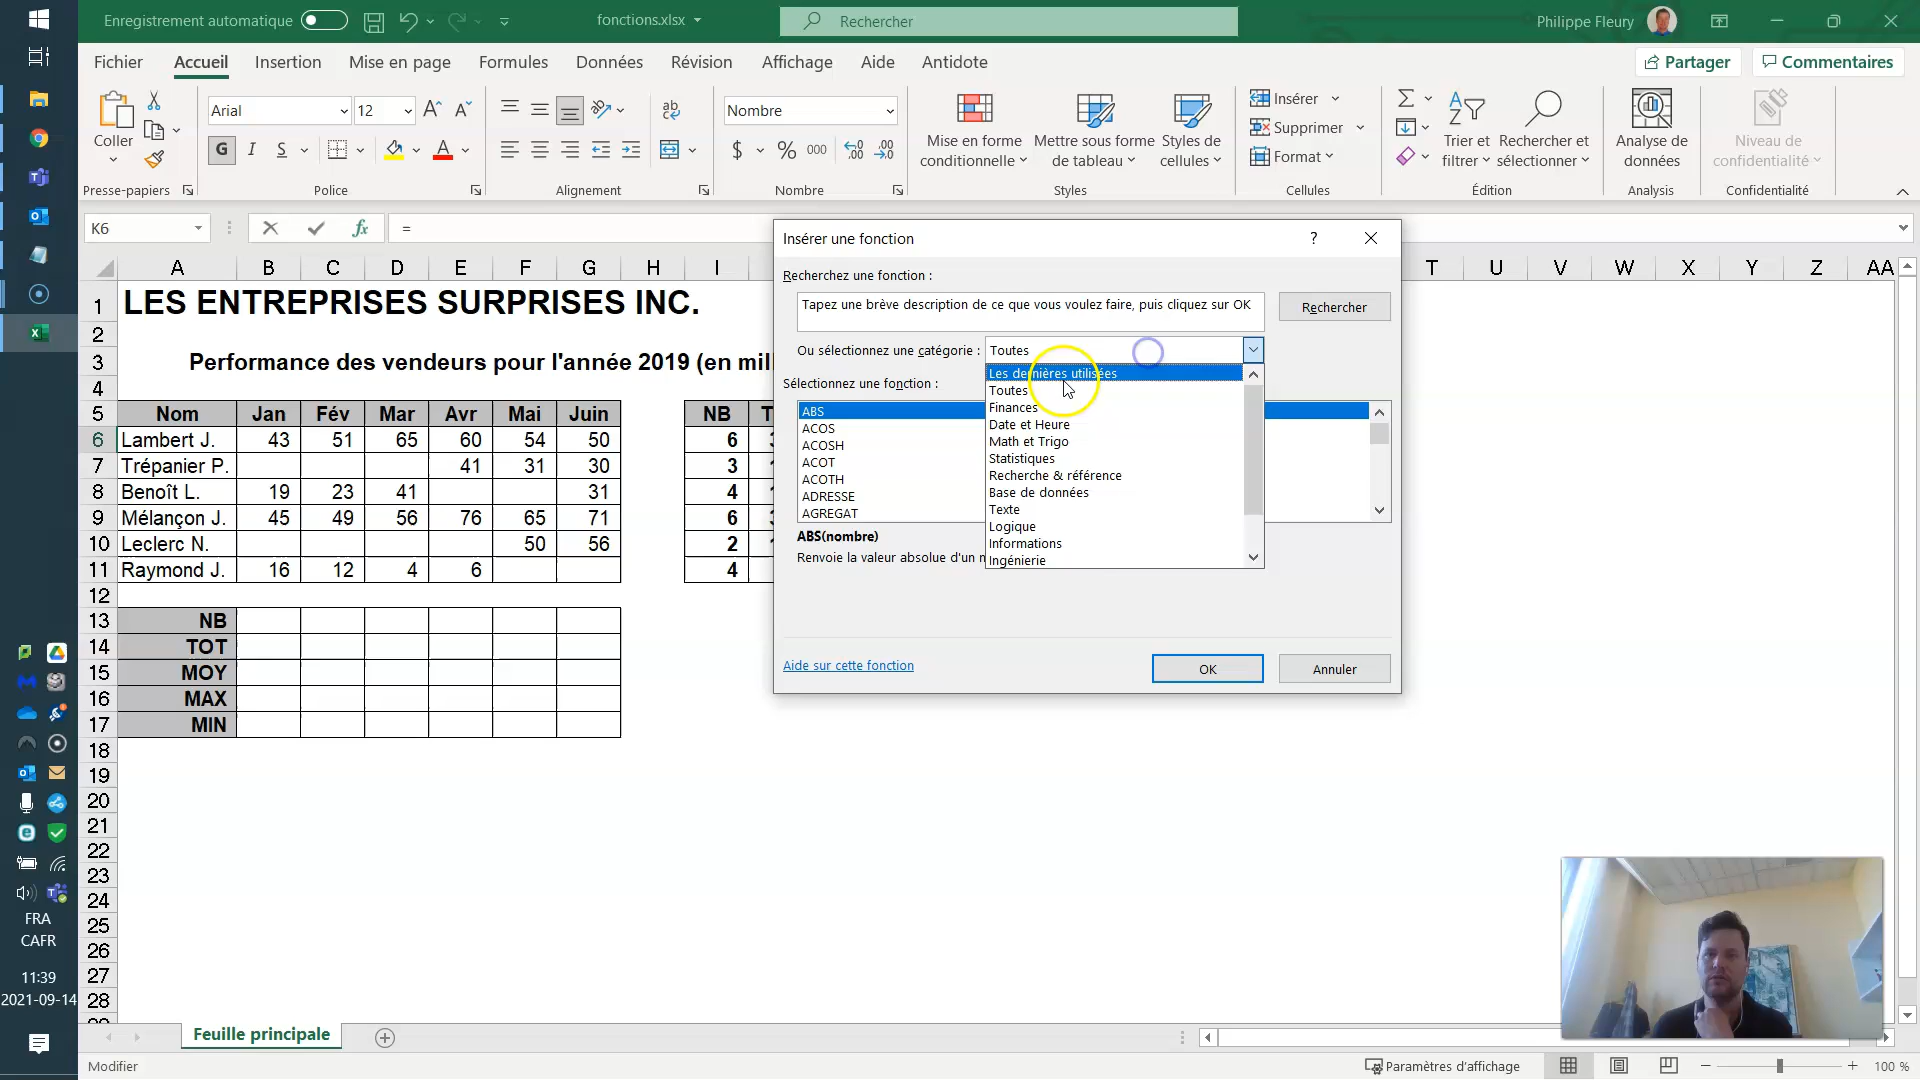 Enregistrement automatique
fonctions.xlsx
Rechercher
Philippe Fleury
Fichier Accueil Insertion Mise en page Formules Données Révision Affichage Aide Antidote
Partager Commentaires
Coller
Arial 12
G I S
Nombre
$ % 000
Mise en forme conditionnelle
Mettre sous forme de tableau
Styles de cellules
Insérer
Supprimer
Format
Trier et filtrer
Rechercher et sélectionner
Analyse de données
Niveau de confidentialité
Presse-papiers Police Alignement Nombre Styles Cellules Édition Analysis Confidentialité
K6 fx =
A B C D E F G H I T U V W X Y Z AA
1 LES ENTREPRISES SURPRISES INC.
2
3 Performance des vendeurs pour l'année 2019 (en mill
4
5 Nom Jan Fév Mar Avr Mai Juin NB T
6 Lambert J. 43 51 65 60 54 50 6
7 Trépanier P. 41 31 30 3
8 Benoît L. 19 23 41 31 4
9 Mélançon J. 45 49 56 76 65 71 6
10 Leclerc N. 50 56 2
11 Raymond J. 16 12 4 6 4
12
13 NB
14 TOT
15 MOY
16 MAX
17 MIN
18
19
20
21
22
23
24
25
26
27
28
Insérer une fonction
?
Recherchez une fonction :
Tapez une brève description de ce que vous voulez faire, puis cliquez sur OK
Rechercher
Ou sélectionnez une catégorie : Toutes
Les dernières utilisées
Toutes
Finances
Date et Heure
Math et Trigo
Statistiques
Recherche & référence
Base de données
Texte
Logique
Informations
Ingénierie
Sélectionnez une fonction :
ABS
ACOS
ACOSH
ACOT
ACOTH
ADRESSE
AGREGAT
ABS(nombre)
Renvoie la valeur absolue d'un
Aide sur cette fonction
OK
Annuler
FRA
CAFR
11:39
2021-09-14
Feuille principale
Modifier
Paramètres d'affichage
100 %